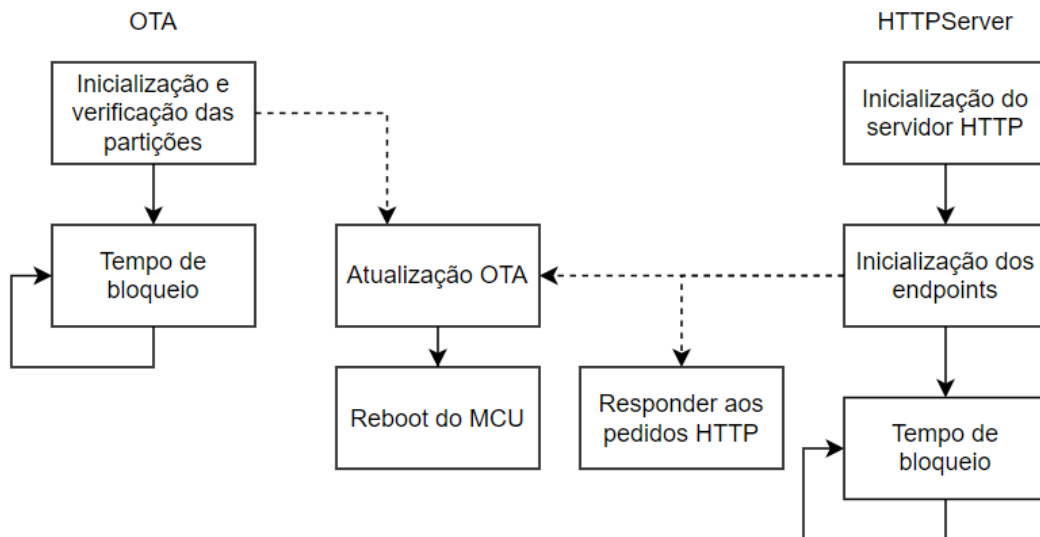 OTA
HTTPServer
Inicialização e
verificação das
partições
Inicialização do
servidor HTTP
Tempo de
bloqueio
Atualização OTA
Inicialização dos
endpoints
Reboot do MCU
Responder aos
pedidos HTTP
Tempo de
bloqueio